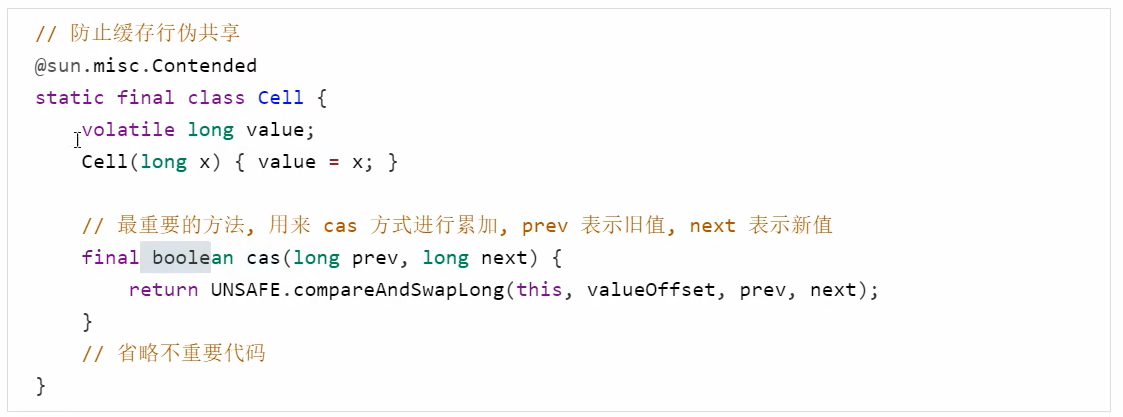 // 防止缓存行伪共享
@sun.misc.Contended
static final class Cell {
volatile long value;
Cell(long x) { value = x; }
// 最重要的方法, 用来 cas 方式进行累加, prev 表示旧值, next 表示新值
final boolean cas(long prev, long next) {
return UNSAFE.compareAndSwapLong(this, valueOffset, prev, next);
}
// 省略不重要代码
}